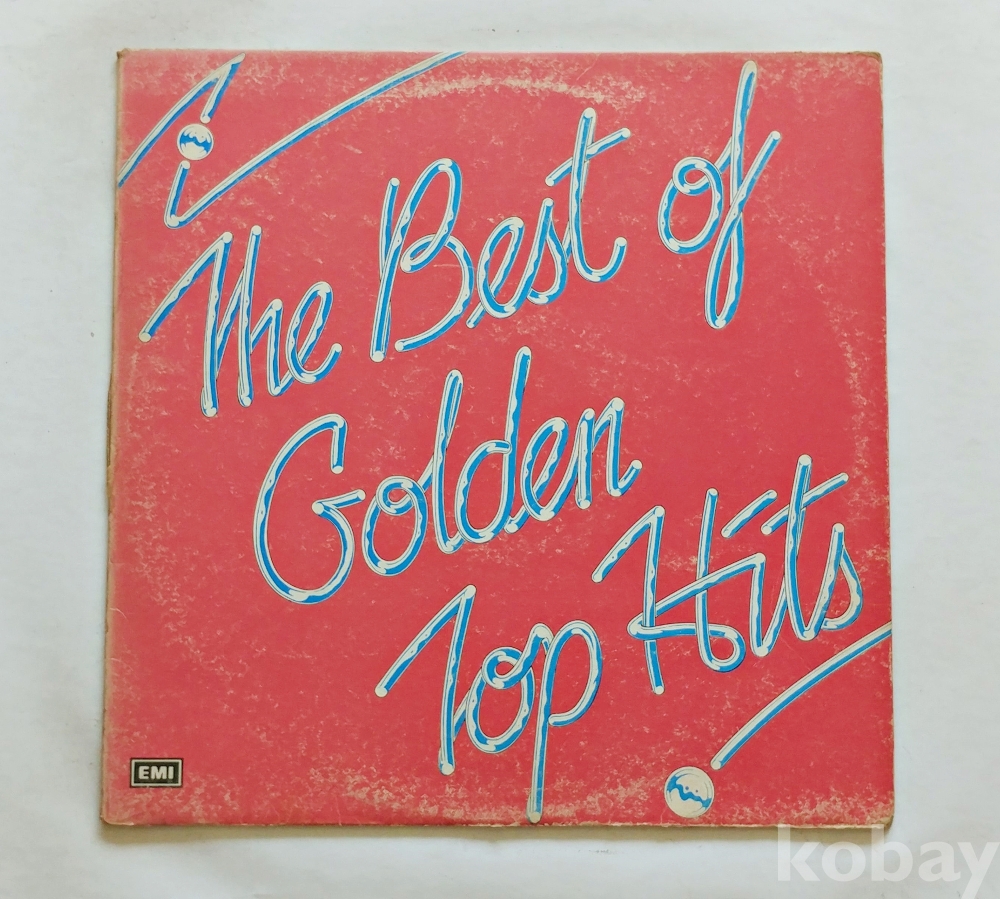 The Best of
Golden
Top Hits
EMI
kobay